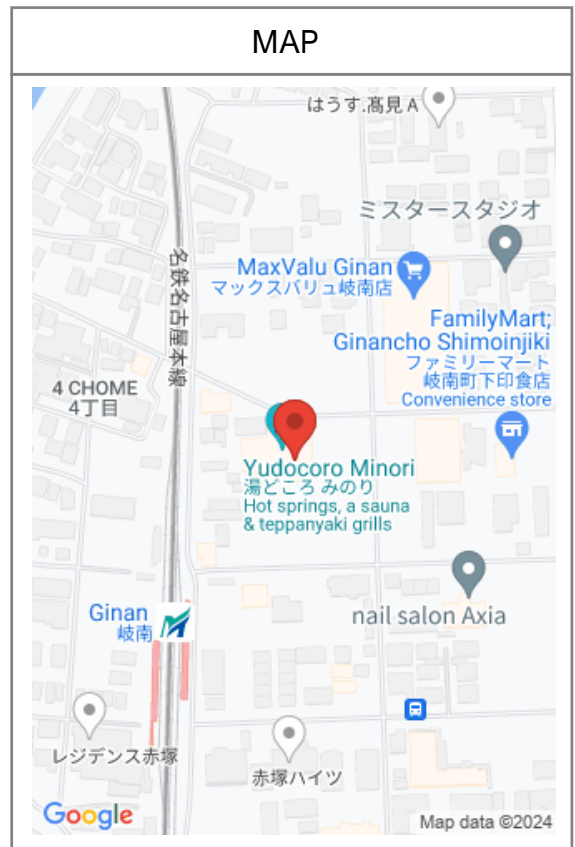 MAP
はうす.髙見 A
ミスタースタジオ
MaxValu Ginan
マックスバリュ岐南店
名鉄名古屋本線
FamilyMart;
Ginancho Shimoinjiki
ファミリーマート
岐南町下印食店
Convenience store
4 CHOME
4丁目
Yudocoro Minori
湯どころ みのり
Hot springs, a sauna
& teppanyaki grills
nail salon Axia
Ginan
岐南
レジデンス赤塚
赤塚ハイツ
Google
Map data ©2024